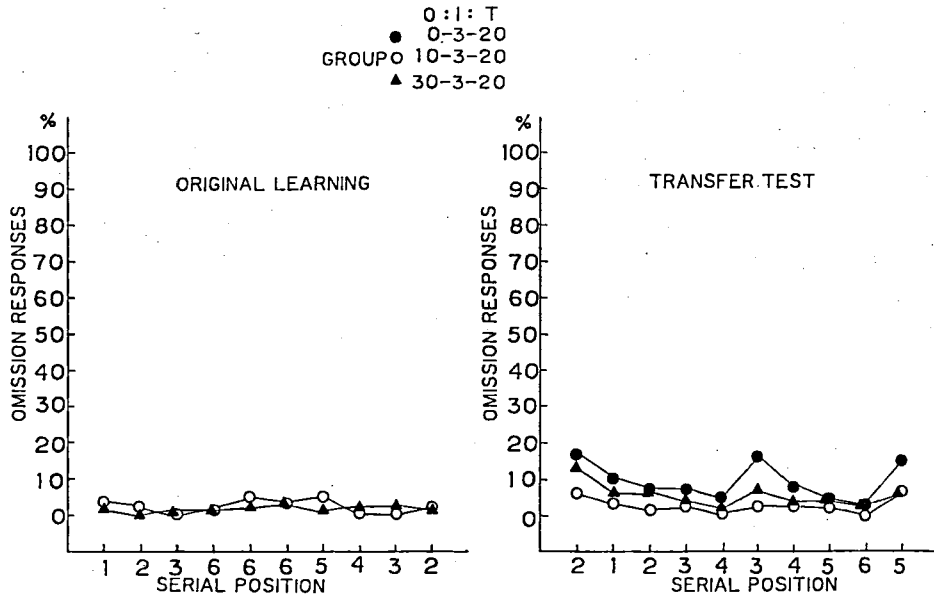 O : I : T
0-3-20
GROUP 10-3-20
30-3-20
%
100
90
80
70
60
50
40
30
20
10
0
OMISSION RESPONSES
ORIGINAL LEARNING
1 2 3 6 6 6 5 4 3 2
SERIAL POSITION
%
100
90
80
70
60
50
40
30
20
10
0
OMISSION RESPONSES
TRANSFER TEST
2 1 2 3 4 3 4 5 6 5
SERIAL POSITION